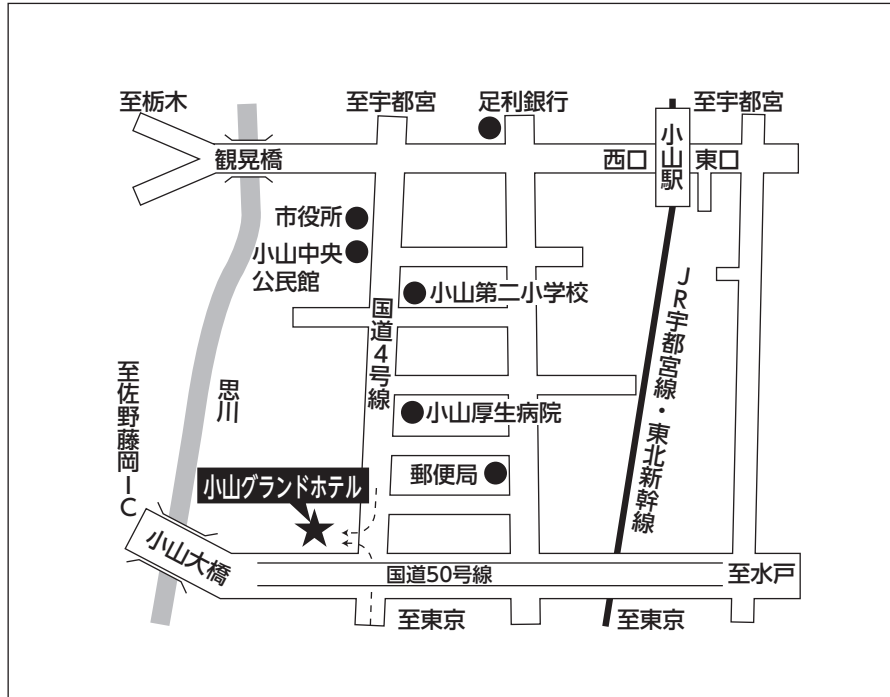 至栃木
至宇都宮
足利銀行
至宇都宮
観晃橋
西口
小山駅
東口
市役所
小山中央
公民館
小山第二小学校
国道4号線
JR宇都宮線・東北新幹線
至佐野藤岡IC
思川
小山厚生病院
小山グランドホテル
郵便局
小山大橋
国道50号線
至水戸
至東京
至東京